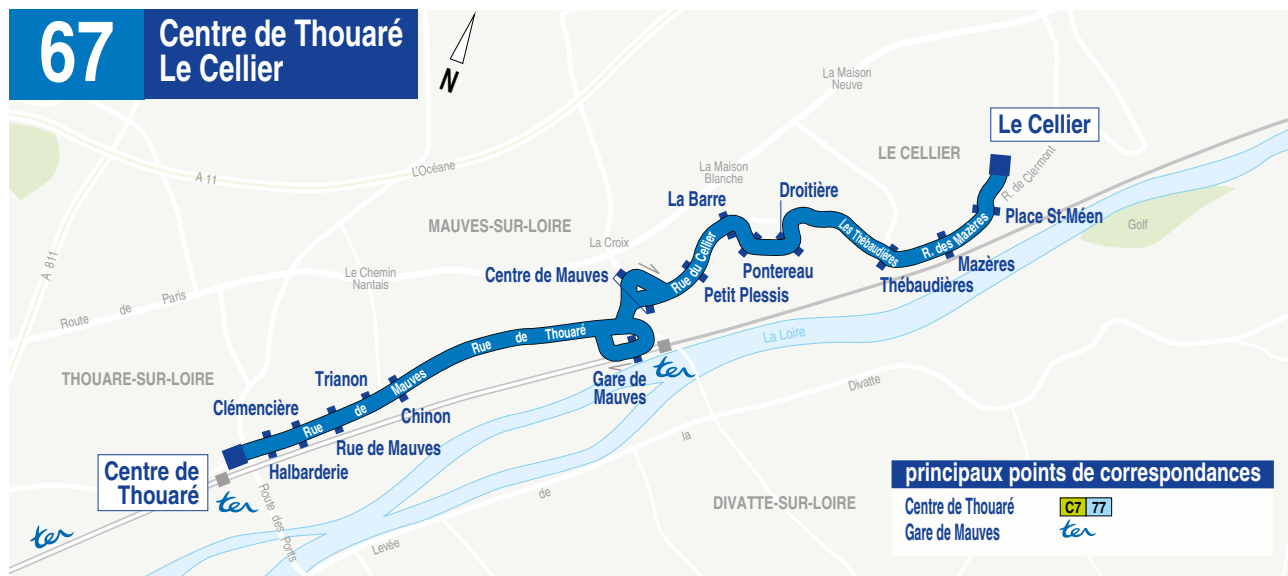 67
Centre de Thouaré
Le Cellier
N
La Maison
Neuve
Le Cellier
LE CELLIER
R. de Clermont
A 11
L'Océane
La Maison
Blanche
Droitière
La Barre
Place St-Méen
Golf
MAUVES-SUR-LOIRE
La Croix
Les Thébaudières
R. des Mazères
Mazères
Thébaudières
Pontereau
Rue du Cellier
Petit Plessis
Centre de Mauves
A 811
Le Chemin
Nantais
Route de Paris
La Loire
Rue de Thouaré
ter
Gare de
Mauves
Divatte
THOUARE-SUR-LOIRE
Trianon
Rue de Mauves
Clémencière
Chinon
Rue de Mauves
Halbarderie
Centre de
Thouaré
ter
ter
Route des Ponts
Levée de la
DIVATTE-SUR-LOIRE
principaux points de correspondances
Centre de Thouaré C7 77
Gare de Mauves ter